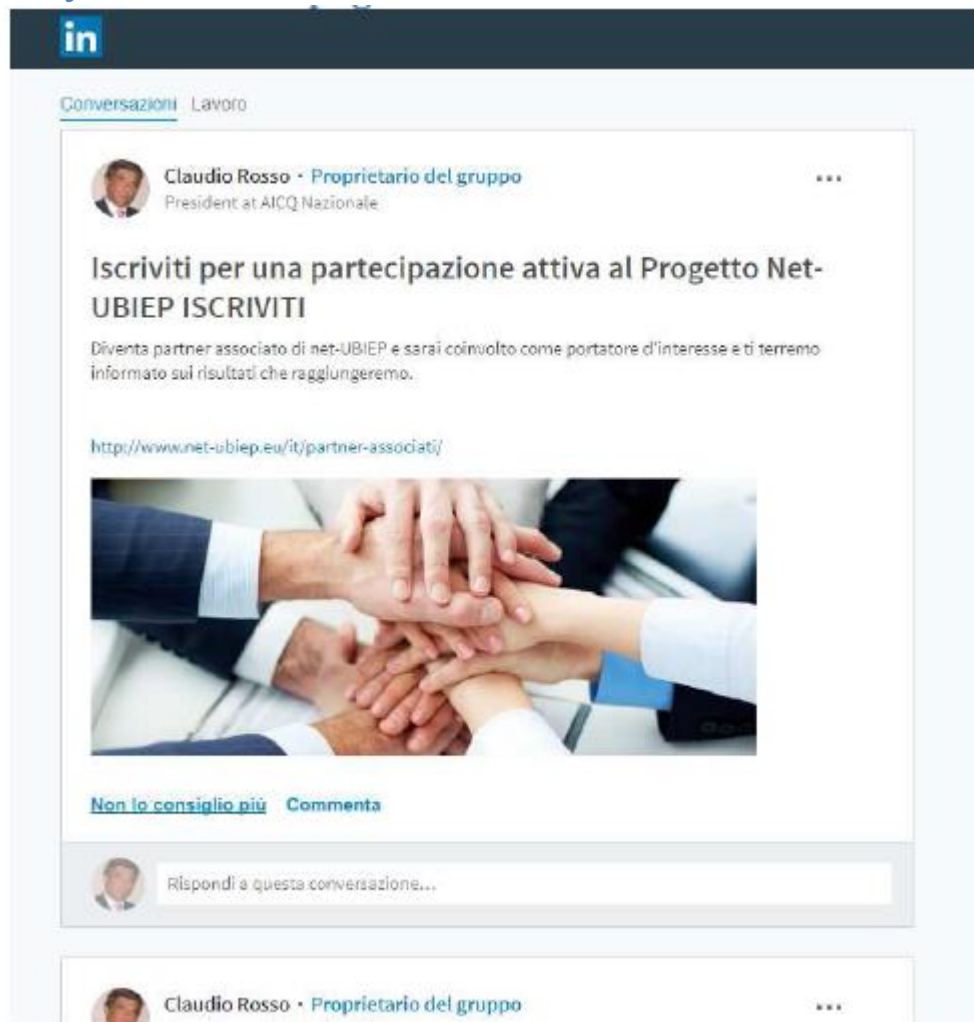 in
Conversazioni Lavoro
Claudio Rosso · Proprietario del gruppo
President at AICQ Nazionale
Iscriviti per una partecipazione attiva al Progetto Net-
UBIEP ISCRIVITI
Diventa partner associato di net-UBIEP e sarai coinvolto come portatore d'interesse e ti terremo
informato sui risultati che raggiungeremo.
http://www.net-ubiep.eu/it/partner-associati/
Non lo consiglio più Commenta
Rispondi a questa conversazione...
Claudio Rosso · Proprietario del gruppo